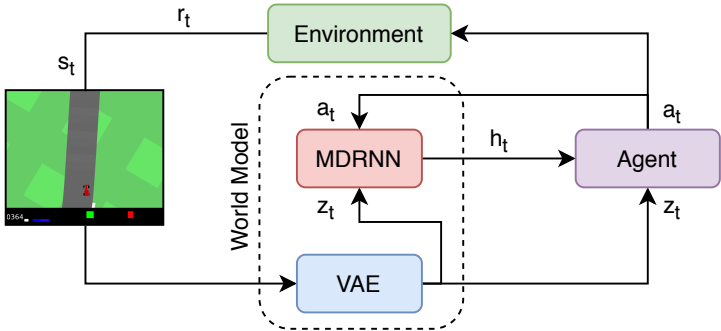 r_t
Environment
s_t
a_t
a_t
MDRNN
h_t
Agent
World Model
z_t
z_t
0364
VAE